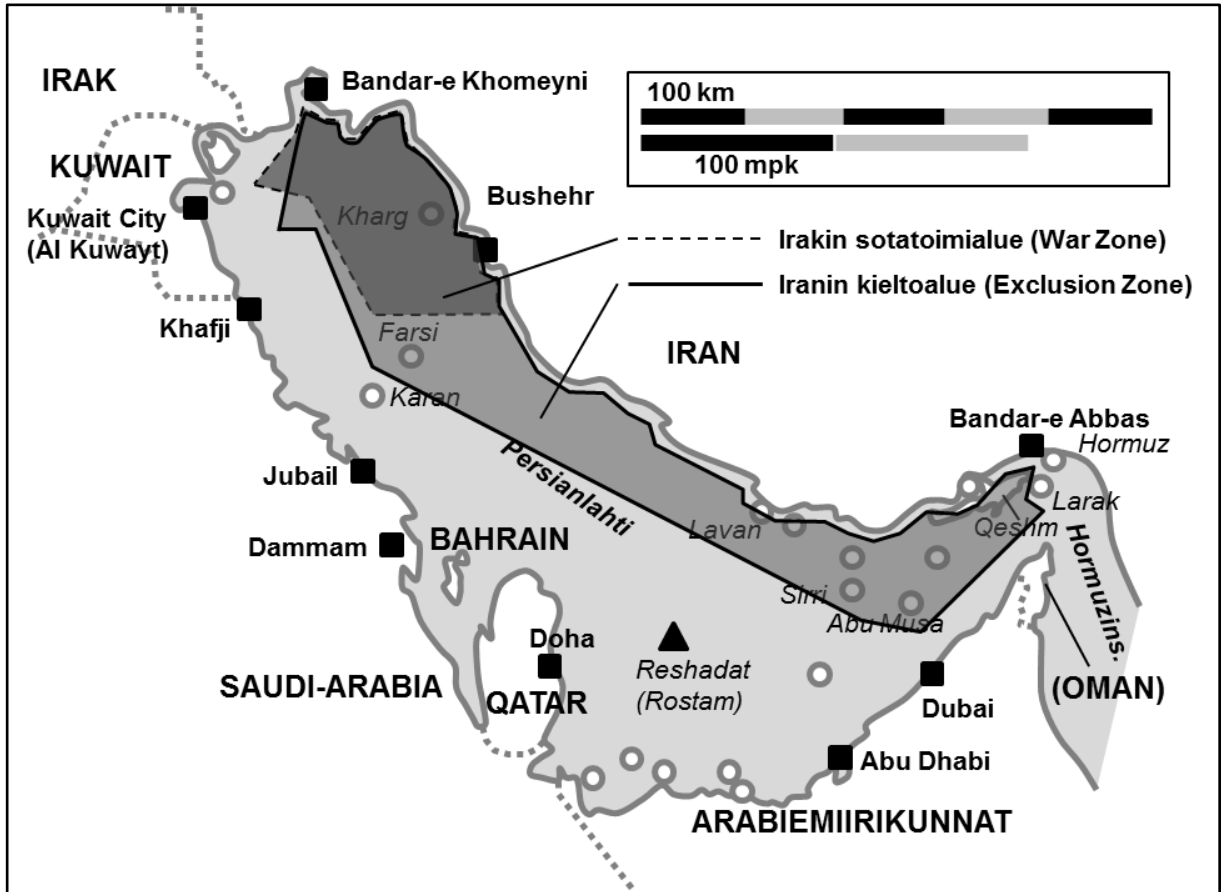 100 km
100 mpk
IRAK
Bandar-e Khomeyni
KUWAIT
Kuwait City
(Al Kuwayt)
Kharg
Bushehr
Irakin sotatoimialue (War Zone)
Iranin kieltoalue (Exclusion Zone)
Khafji
Farsi
IRAN
Karan
Bandar-e Abbas
Hormuz
Jubail
Persianlahti
Larak
Lavan
Qeshm
Dammam
BAHRAIN
Hormuzins.
Sirri
Abu Musa
Doha
Reshadat
(Rostam)
SAUDI-ARABIA
QATAR
(OMAN)
Dubai
Abu Dhabi
ARABIEMIIRIKUNNAT